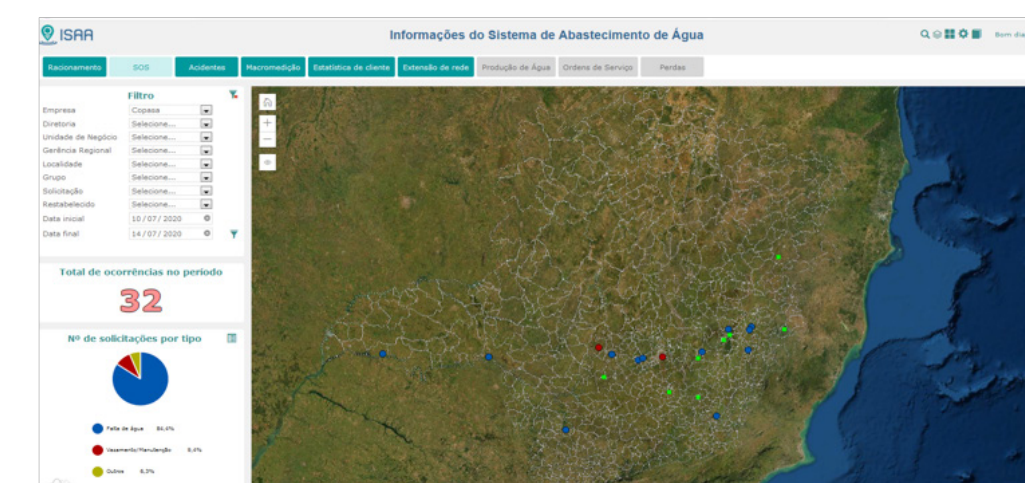 ISAA
Informações do Sistema de Abastecimento de Água
Bom dia
Racionamento SOS Acidentes Macromedição Estatística de cliente Extensão de rede Produção de Água Ordens de Serviço Perdas
Filtro
Empresa Copasa
Diretoria Selecione...
Unidade de Negócio Selecione...
Gerência Regional Selecione...
Localidade Selecione...
Grupo Selecione...
Solicitação Selecione...
Restabelecido Selecione...
Data inicial 10/07/2020
Data final 14/07/2020
Total de ocorrências no período
32
Nº de solicitações por tipo
Falta de Água 84,4%
Vazamento/Manutenção 9,4%
Outros 6,3%